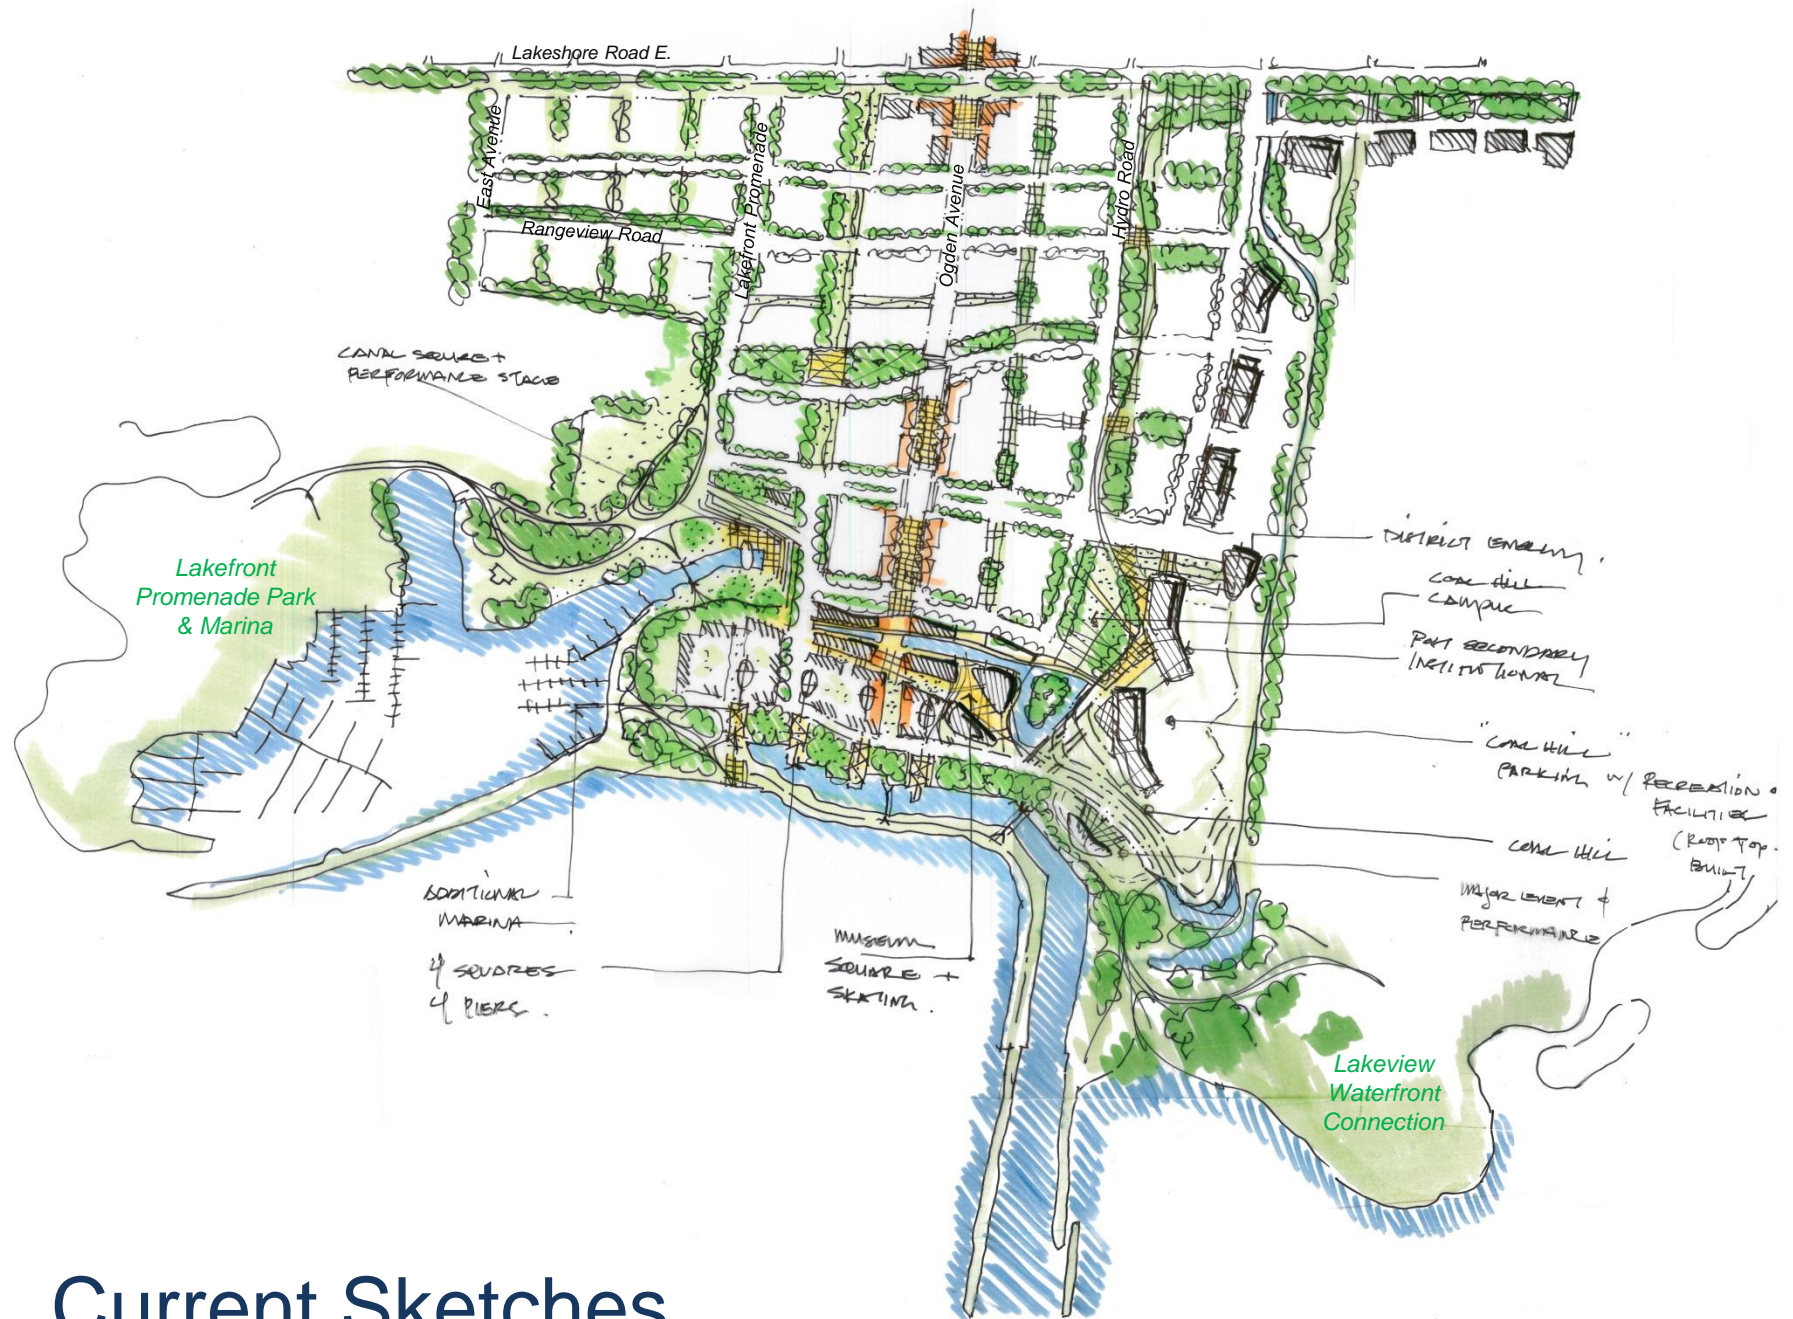 Lakeshore Road E.
East Avenue
Lakefront Promenade
Ogden Avenue
Hydro Road
Rangeview Road
CANAL SQUARE +
PERFORMANCE STAGE
Lakefront
Promenade Park
& Marina
DISTRICT ENERGY.
COAL HILL
CAMPUS
POST SECONDARY
INSTITUTIONAL
"COAL HILL"
PARKING W/ RECREATION
FACILITIES
(ROOF TOP
BUILT
COAL HILL
MAJOR EVENT &
PERFORMANCE
ADDITIONAL
MARINA
4 SQUARES
4 PIERS.
MUSEUM
SQUARE +
SKATING.
Lakeview
Waterfront
Connection
Current Sketches